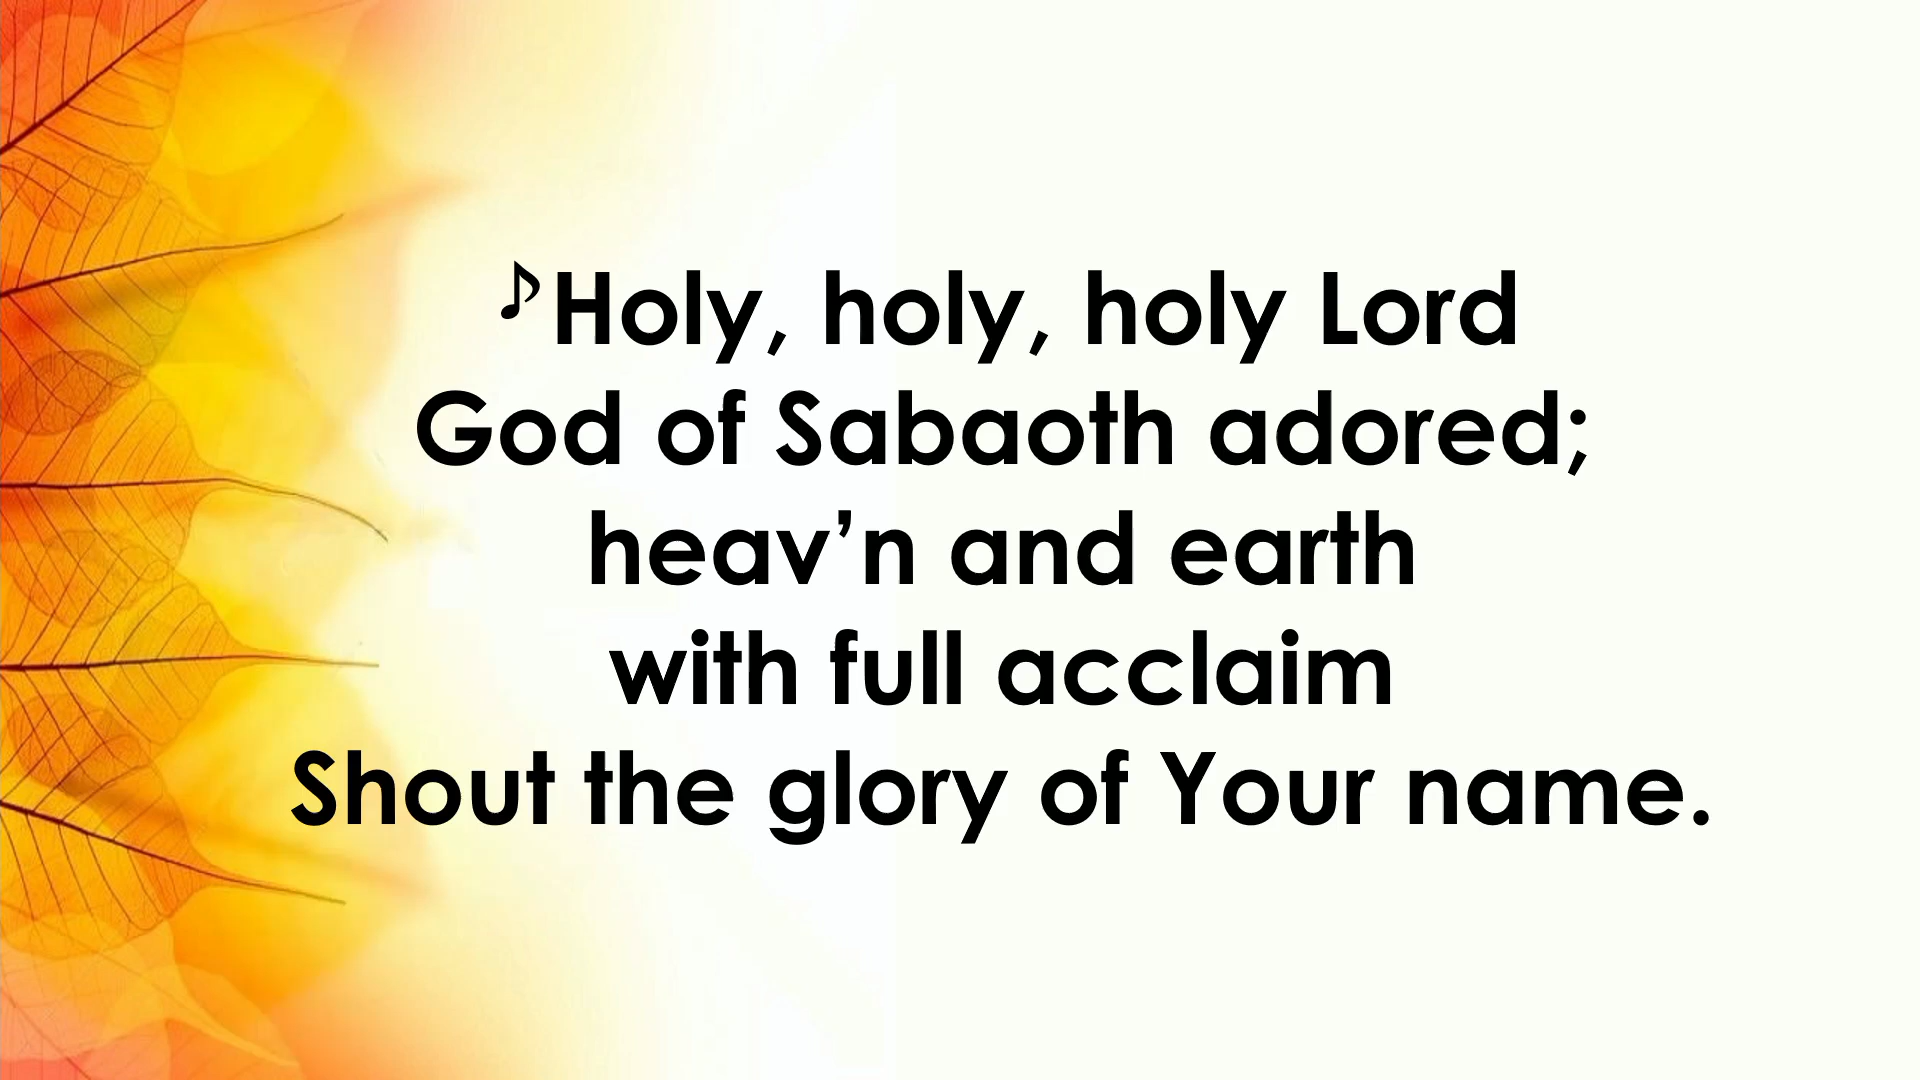 ♪Holy, holy, holy Lord
God of Sabaoth adored;
heav’n and earth
with full acclaim
Shout the glory of Your name.